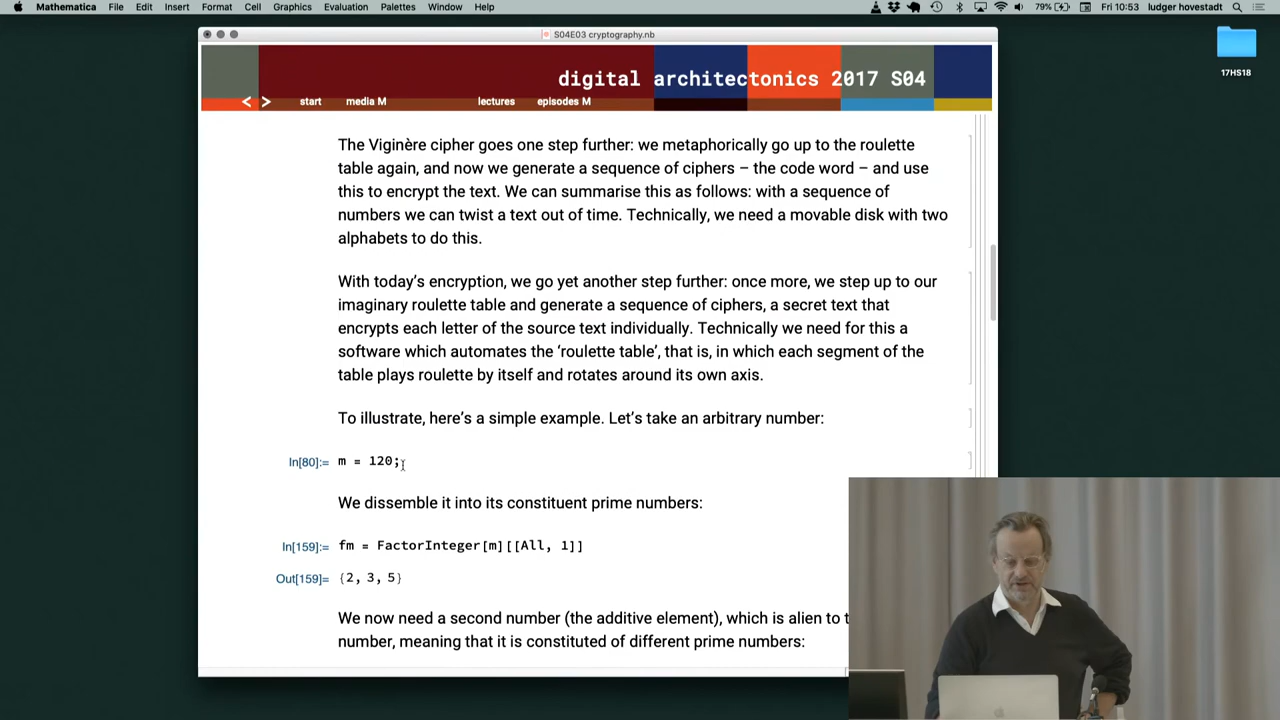 Mathematica File Edit Insert Format Cell Graphics Evaluation Palettes Window Help 79% Fri 10:53 ludger hovestadt
S04E03 cryptography.nb
17HS18
digital architectonics 2017 S04
< > start media M lectures episodes M
The Viginère cipher goes one step further: we metaphorically go up to the roulette
table again, and now we generate a sequence of ciphers – the code word – and use
this to encrypt the text. We can summarise this as follows: with a sequence of
numbers we can twist a text out of time. Technically, we need a movable disk with two
alphabets to do this.
With today’s encryption, we go yet another step further: once more, we step up to our
imaginary roulette table and generate a sequence of ciphers, a secret text that
encrypts each letter of the source text individually. Technically we need for this a
software which automates the ‘roulette table’, that is, in which each segment of the
table plays roulette by itself and rotates around its own axis.
To illustrate, here’s a simple example. Let’s take an arbitrary number:
In[80]:= m = 120;
We dissemble it into its constituent prime numbers:
In[159]:= fm = FactorInteger[m][[All, 1]]
Out[159]= {2, 3, 5}
We now need a second number (the additive element), which is alien to t
number, meaning that it is constituted of different prime numbers: